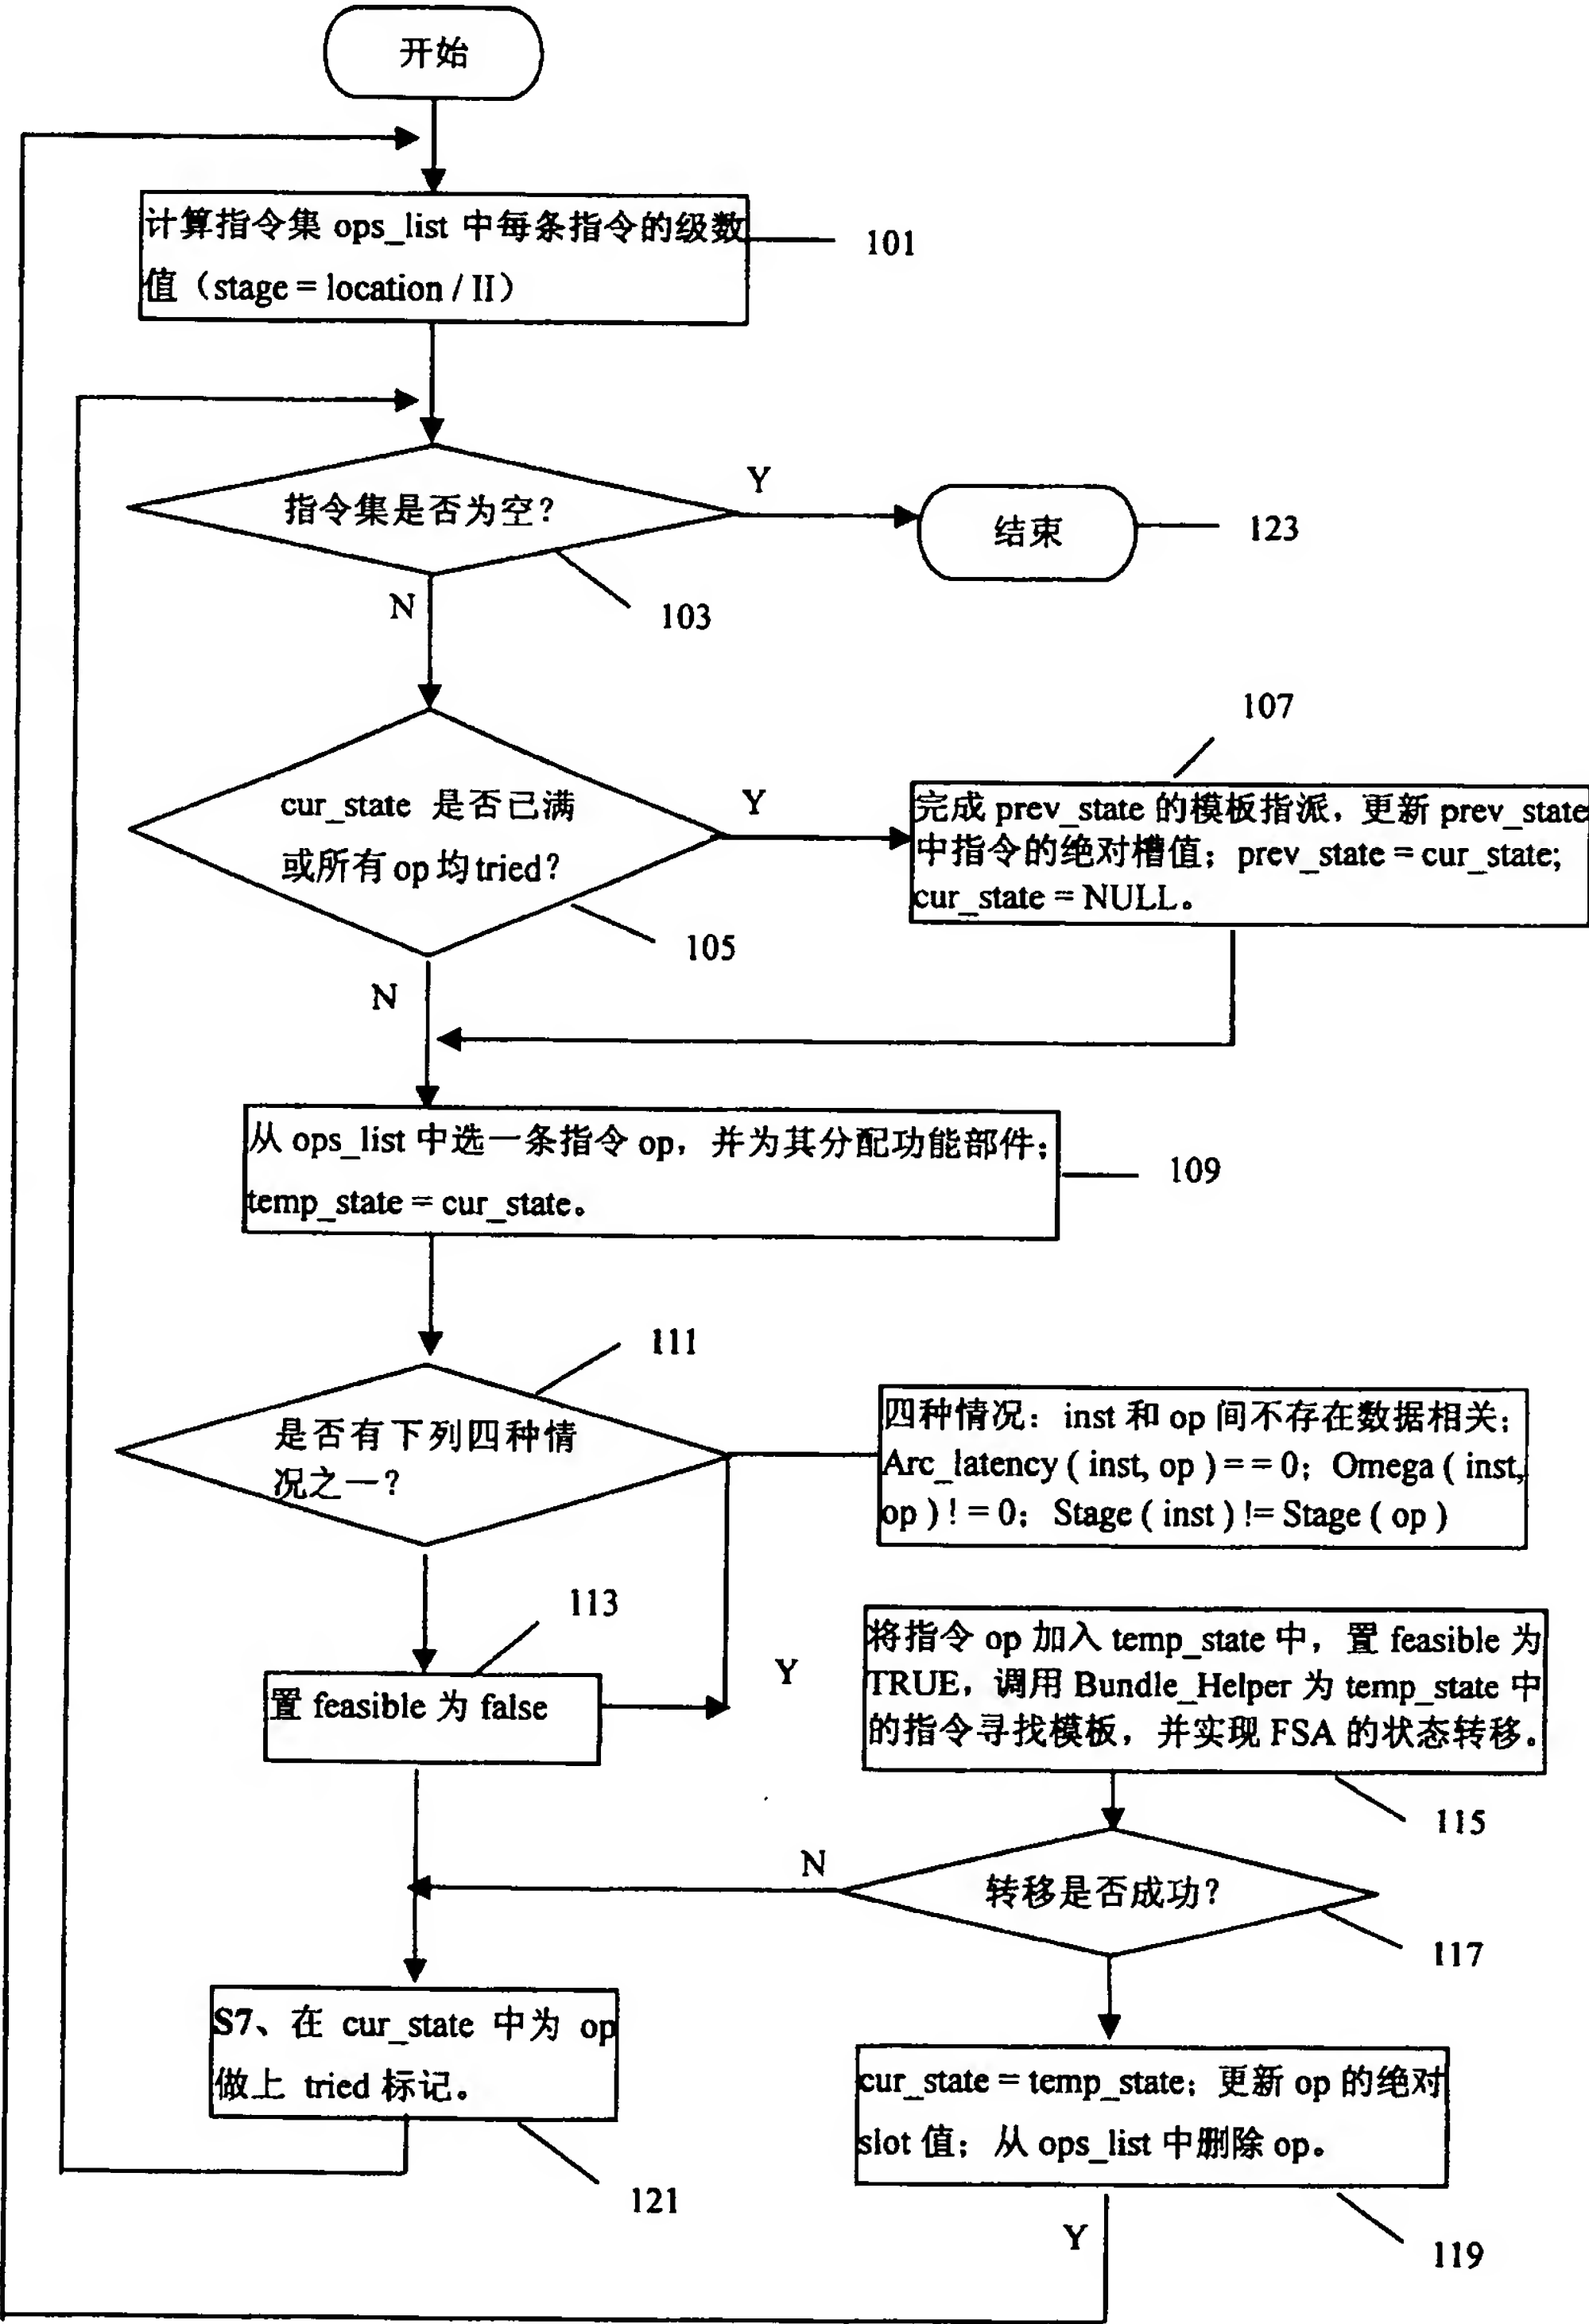 开始
计算指令集 ops_list 中每条指令的级数
值（stage = location / II）
101
指令集是否为空？
Y
结束
123
103
N
107
cur_state 是否已满
或所有 op 均 tried？
Y
完成 prev_state 的模板指派，更新 prev_state
中指令的绝对槽值；prev_state = cur_state;
cur_state = NULL。
105
N
从 ops_list 中选一条指令 op，并为其分配功能部件；
temp_state = cur_state。
109
111
是否有下列四种情
况之一？
四种情况：inst 和 op 间不存在数据相关；
Arc_latency ( inst, op ) = = 0；Omega ( inst,
op ) ! = 0；Stage ( inst ) != Stage ( op )
113
置 feasible 为 false
Y
将指令 op 加入 temp_state 中，置 feasible 为
TRUE，调用 Bundle_Helper 为 temp_state 中
的指令寻找模板，并实现 FSA 的状态转移。
115
N
转移是否成功？
117
S7、在 cur_state 中为 op
做上 tried 标记。
121
cur_state = temp_state；更新 op 的绝对
slot 值；从 ops_list 中删除 op。
Y
119